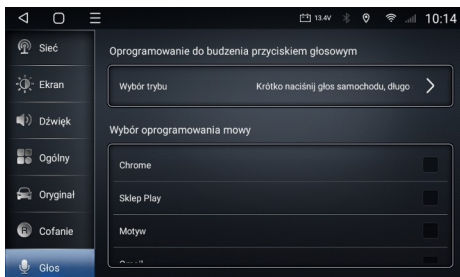 13.4V
10:14
Sieć
Oprogramowanie do budzenia przyciskiem głosowym
Ekran
Wybór trybu
Krótko naciśnij głos samochodu, długo
Dźwięk
Wybór oprogramowania mowy
Ogólny
Chrome
Oryginał
Sklep Play
Cofanie
Motyw
Głos